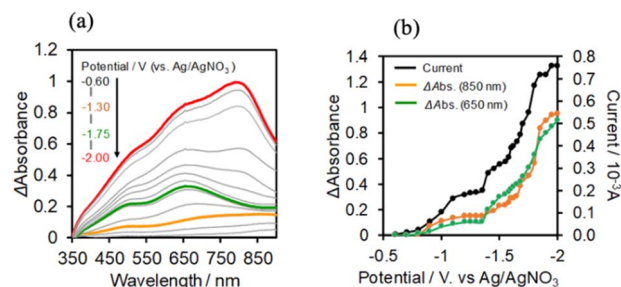 (a)
(b)
1.2
1
0.8
0.6
0.4
0.2
0
ΔAbsorbance
Potential / V (vs. Ag/AgNO3)
-0.60
-1.30
-1.75
-2.00
350 450 550 650 750 850
Wavelength / nm
1.4
1.2
1
0.8
0.6
0.4
0.2
0
ΔAbsorbance
Current
ΔAbs. (850 nm)
ΔAbs. (650 nm)
0.8
0.7
0.6
0.5
0.4
0.3
0.2
0.1
0.0
Current / 10-3A
-0.5 -1 -1.5 -2
Potential / V. vs Ag/AgNO3